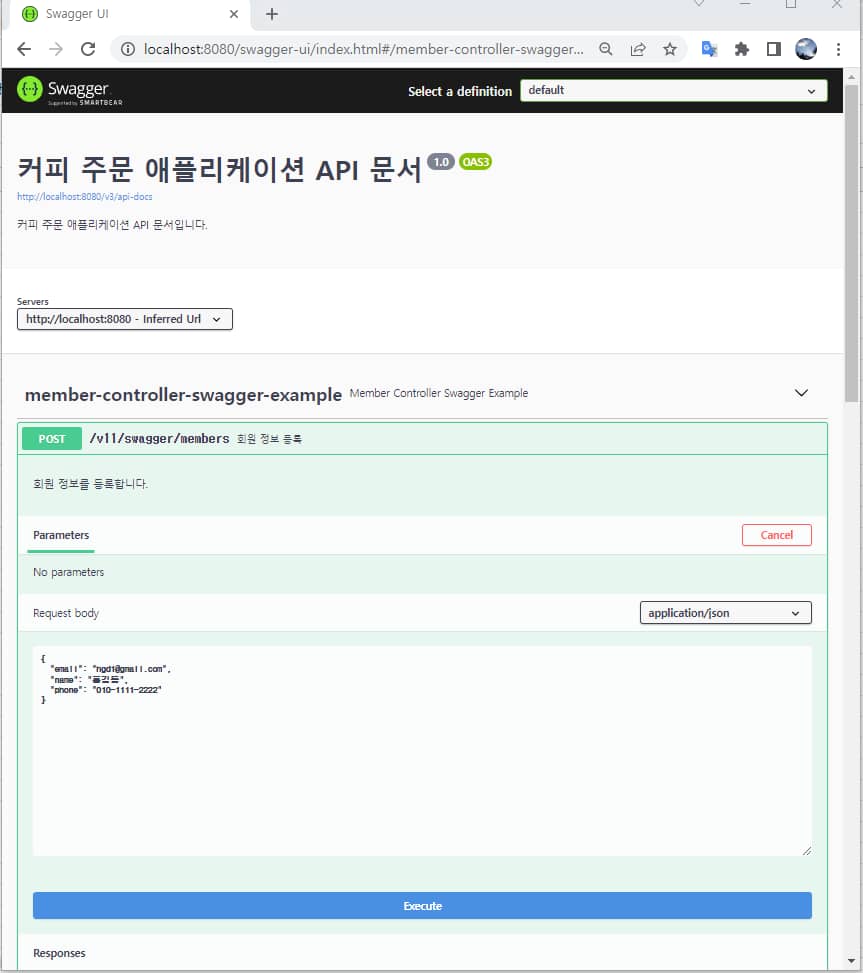 Swagger UI
localhost:8080/swagger-ui/index.html#/member-controller-swagger...
Swagger
Supported by SMARTBEAR
Select a definition
default
커피 주문 애플리케이션 API 문서 1.0 OAS3
http://localhost:8080/v3/api-docs
커피 주문 애플리케이션 API 문서입니다.
Servers
http://localhost:8080 - Inferred Url
member-controller-swagger-example Member Controller Swagger Example
POST /v11/swagger/members 회원 정보 등록
회원 정보를 등록합니다.
Parameters
Cancel
No parameters
Request body
application/json
{
"email": "hgd1@gmail.com",
"name": "홍길동",
"phone": "010-1111-2222"
}
Execute
Responses